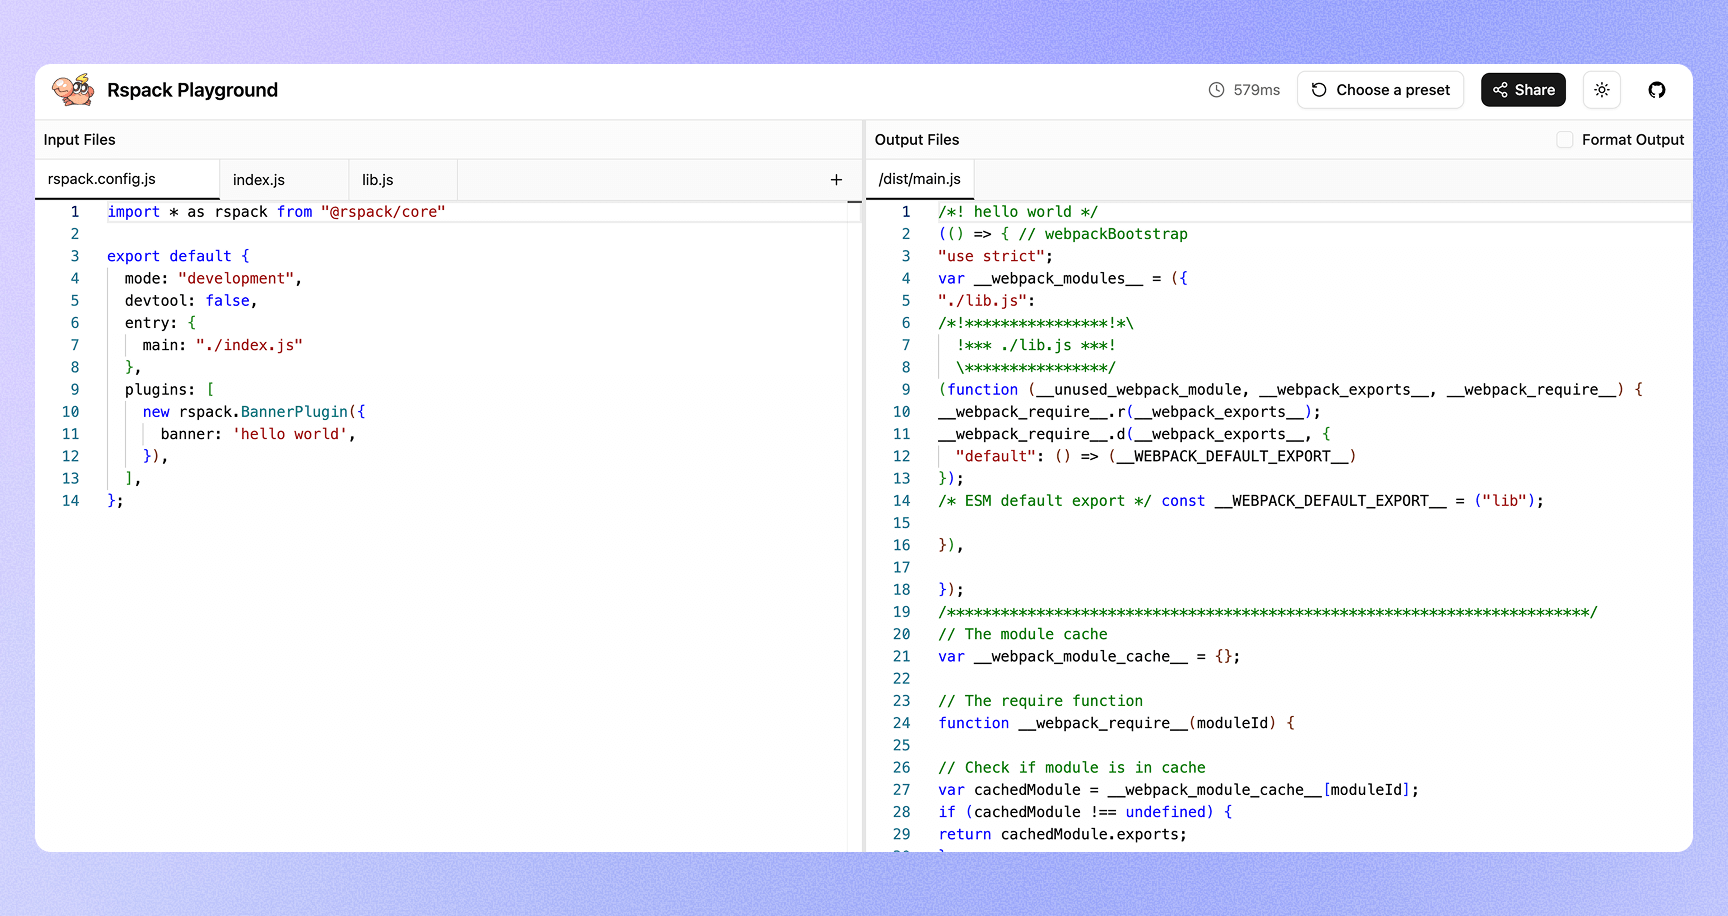 Rspack Playground
579ms
Choose a preset
Share
Input Files
rspack.config.js
index.js
lib.js
+
1 import * as rspack from "@rspack/core"
2
3 export default {
4 mode: "development",
5 devtool: false,
6 entry: {
7 main: "./index.js"
8 },
9 plugins: [
10 new rspack.BannerPlugin({
11 banner: 'hello world',
12 }),
13 ],
14 };
Output Files
Format Output
/dist/main.js
1 /*! hello world */
2 (() => { // webpackBootstrap
3 "use strict";
4 var __webpack_modules__ = ({
5 "./lib.js":
6 /*!****************!*\
7 !*** ./lib.js ***!
8 \****************/
9 (function (__unused_webpack_module, __webpack_exports__, __webpack_require__) {
10 __webpack_require__.r(__webpack_exports__);
11 __webpack_require__.d(__webpack_exports__, {
12 "default": () => (__WEBPACK_DEFAULT_EXPORT__)
13 });
14 /* ESM default export */ const __WEBPACK_DEFAULT_EXPORT__ = ("lib");
15
16 }),
17
18 });
19 /************************************************************************/
20 // The module cache
21 var __webpack_module_cache__ = {};
22
23 // The require function
24 function __webpack_require__(moduleId) {
25
26 // Check if module is in cache
27 var cachedModule = __webpack_module_cache__[moduleId];
28 if (cachedModule !== undefined) {
29 return cachedModule.exports;